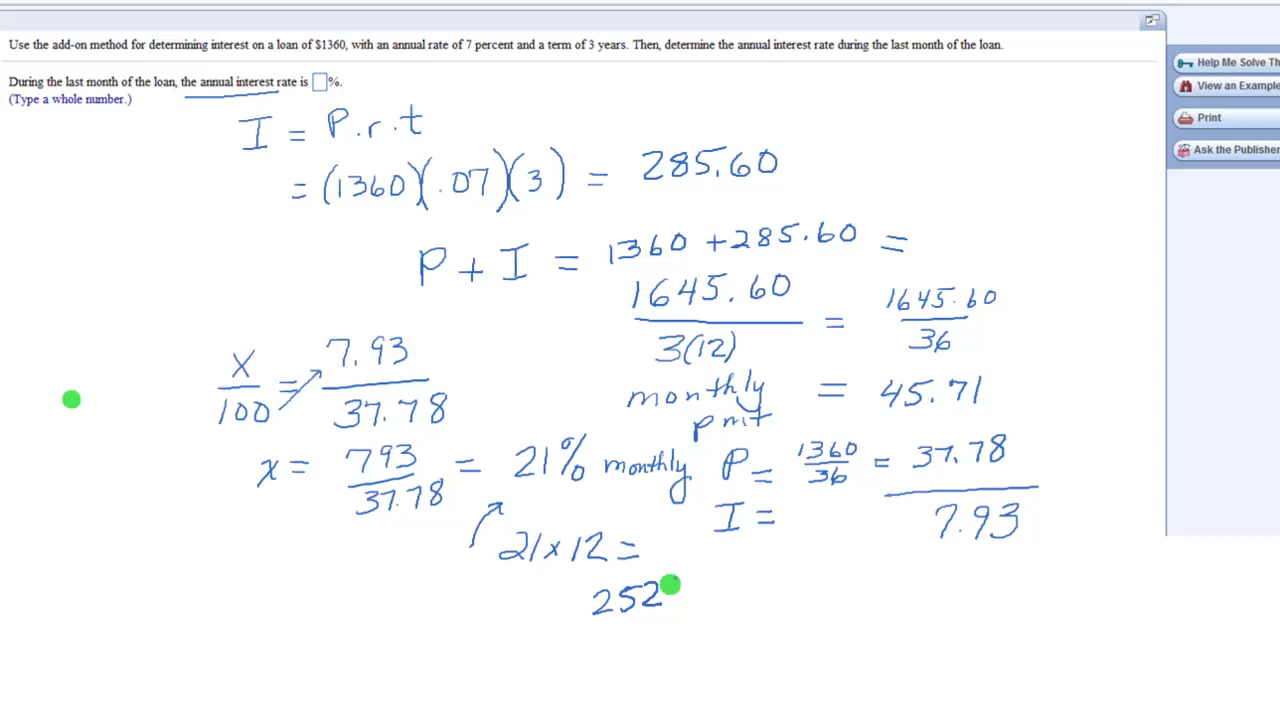 Use the add-on method for determining interest on a loan of $1360, with an annual rate of 7 percent and a term of 3 years. Then, determine the annual interest rate during the last month of the loan.
During the last month of the loan, the annual interest rate is %.
(Type a whole number.)
I = P.r.t
= (1360)(.07)(3) = 285.60
P + I = 1360 + 285.60 =
1645.60 / 3(12) = 1645.60 / 36
monthly pmt = 45.71
monthly P = 1360/36 = 37.78
I = 7.93
X/100 = 7.93/37.78
x = 793/37.78 = 21%
21 x 12 =
252
Help Me Solve Th
View an Example
Print
Ask the Publisher